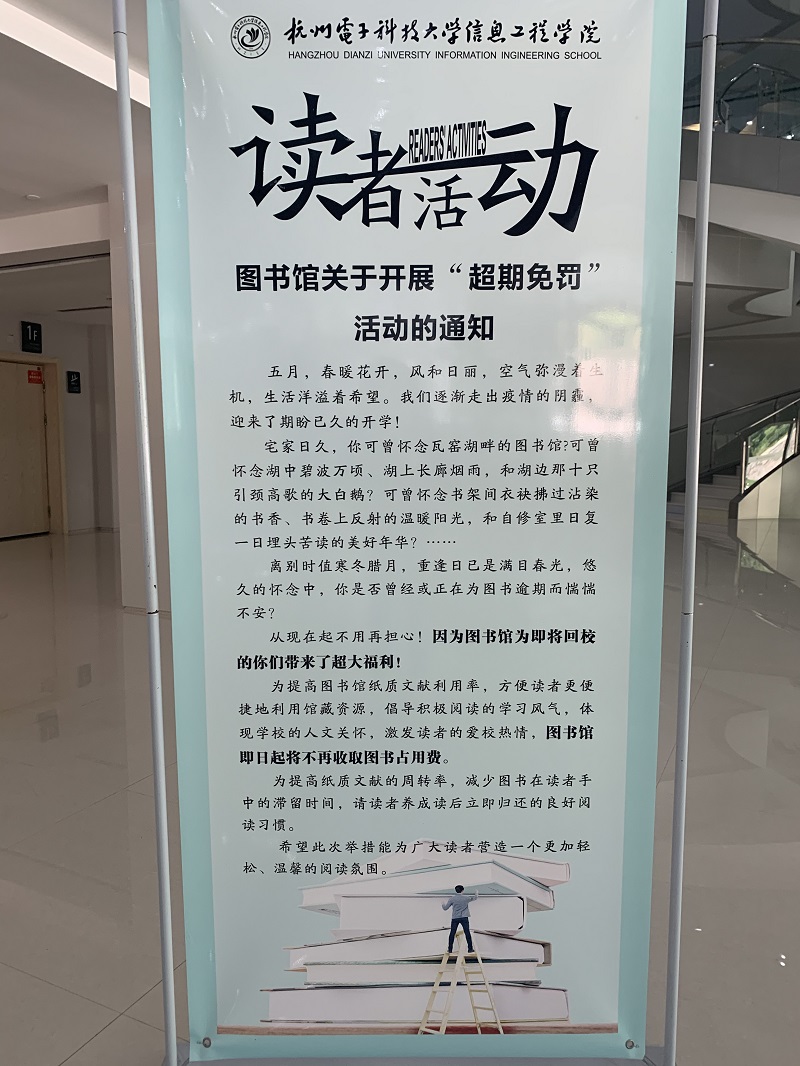 杭州電子科技大学信息工程学院
HANGZHOU DIANZI UNIVERSITY INFORMATION INGINEERING SCHOOL
读者活动
READERS' ACTIVITIES
图书馆关于开展“超期免罚”
活动的通知
五月，春暖花开，风和日丽，空气弥漫着生
机，生活洋溢着希望。我们逐渐走出疫情的阴霾，
迎来了期盼已久的开学！
宅家日久，你可曾怀念瓦窑湖畔的图书馆?可曾
怀念湖中碧波万顷、湖上长廊烟雨，和湖边那十只
引颈高歌的大白鹅？可曾怀念书架间衣袂拂过沾染
的书香、书卷上反射的温暖阳光，和自修室里日复
一日埋头苦读的美好年华？……
离别时值寒冬腊月，重逢日已是满目春光，悠
久的怀念中，你是否曾经或正在为图书逾期而惴惴
不安？
从现在起不用再担心！因为图书馆为即将回校
的你们带来了超大福利！
为提高图书馆纸质文献利用率，方便读者更便
捷地利用馆藏资源，倡导积极阅读的学习风气，体
现学校的人文关怀，激发读者的爱校热情，图书馆
即日起将不再收取图书占用费。
为提高纸质文献的周转率，减少图书在读者手
中的滞留时间，请读者养成读后立即归还的良好阅
读习惯。
希望此次举措能为广大读者营造一个更加轻
松、温馨的阅读氛围。
1F